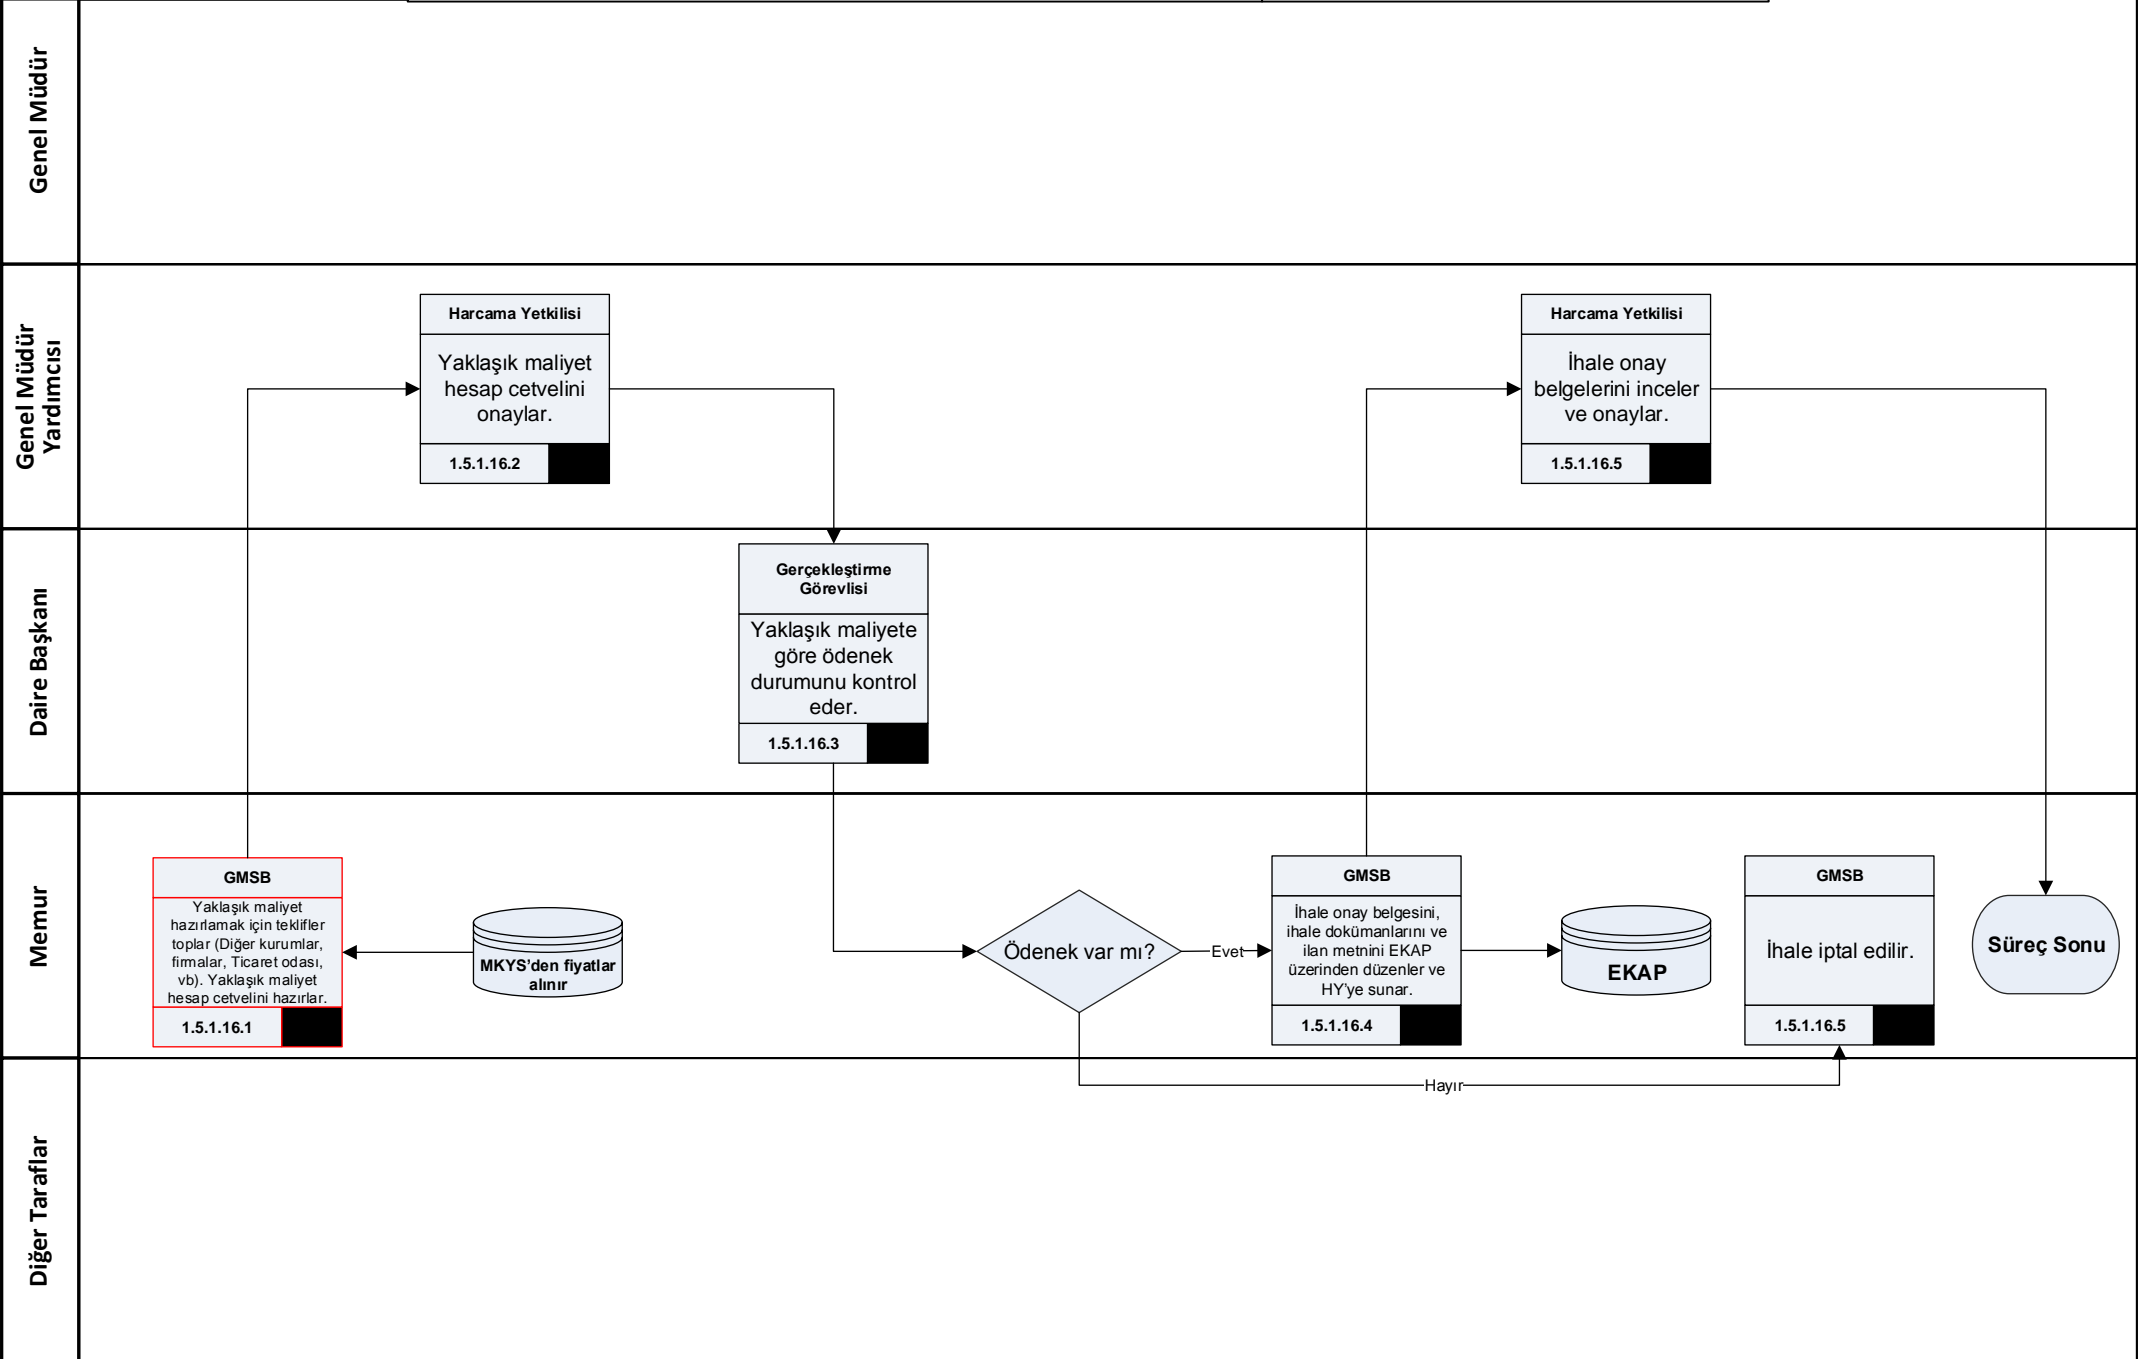 Genel Müdür
Genel Müdür
Yardımcısı
Harcama Yetkilisi
Yaklaşık maliyet
hesap cetvelini
onaylar.
1.5.1.16.2
Harcama Yetkilisi
İhale onay
belgelerini inceler
ve onaylar.
1.5.1.16.5
Daire Başkanı
Gerçekleştirme
Görevlisi
Yaklaşık maliyete
göre ödenek
durumunu kontrol
eder.
1.5.1.16.3
Memur
GMSB
Yaklaşık maliyet
hazırlamak için teklifler
toplar (Diğer kurumlar,
firmalar, Ticaret odası,
vb). Yaklaşık maliyet
hesap cetvelini hazırlar.
1.5.1.16.1
MKYS'den fiyatlar
alınır
Ödenek var mı?
Evet
GMSB
İhale onay belgesini,
ihale dokümanlarını ve
ilan metnini EKAP
üzerinden düzenler ve
HY'ye sunar.
1.5.1.16.4
EKAP
GMSB
İhale iptal edilir.
1.5.1.16.5
Süreç Sonu
Hayır
Diğer Taraflar